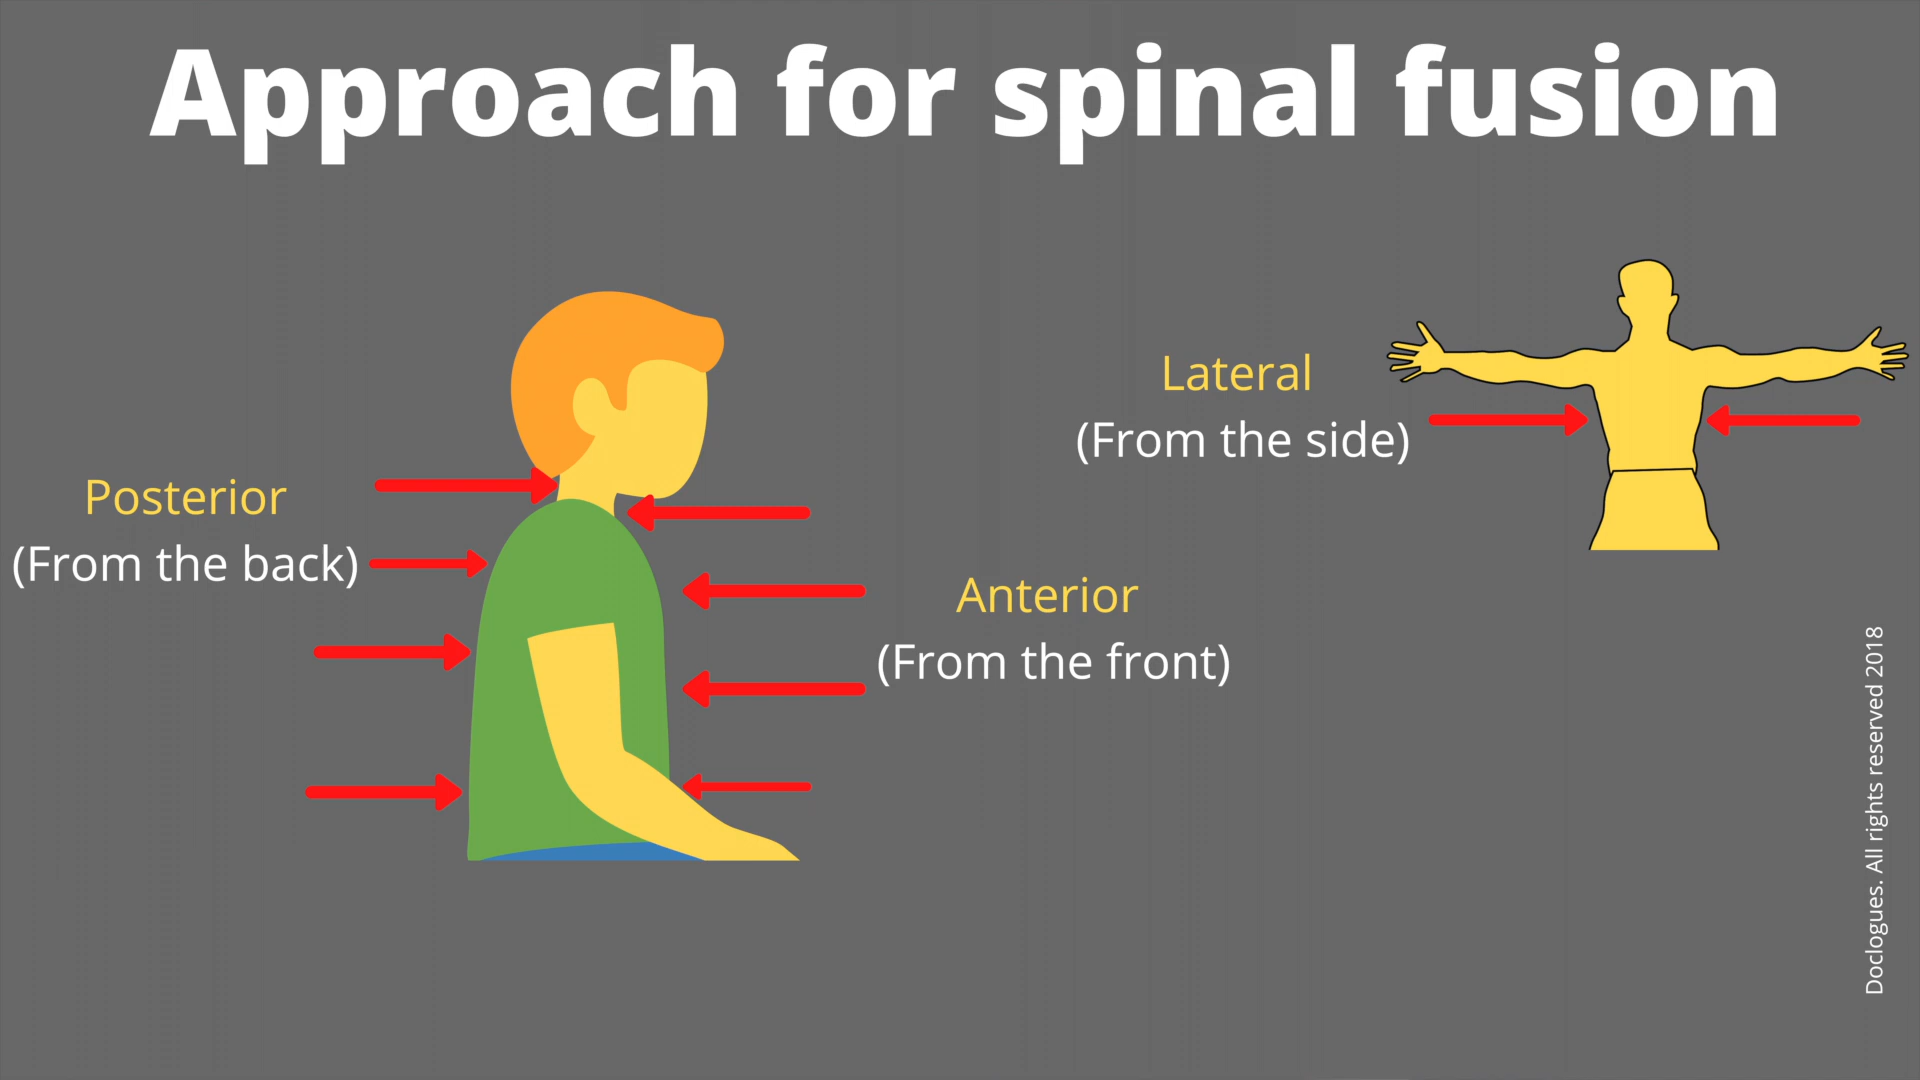 Approach for spinal fusion
Posterior
(From the back)
Anterior
(From the front)
Lateral
(From the side)
Doclogues. All rights reserved 2018